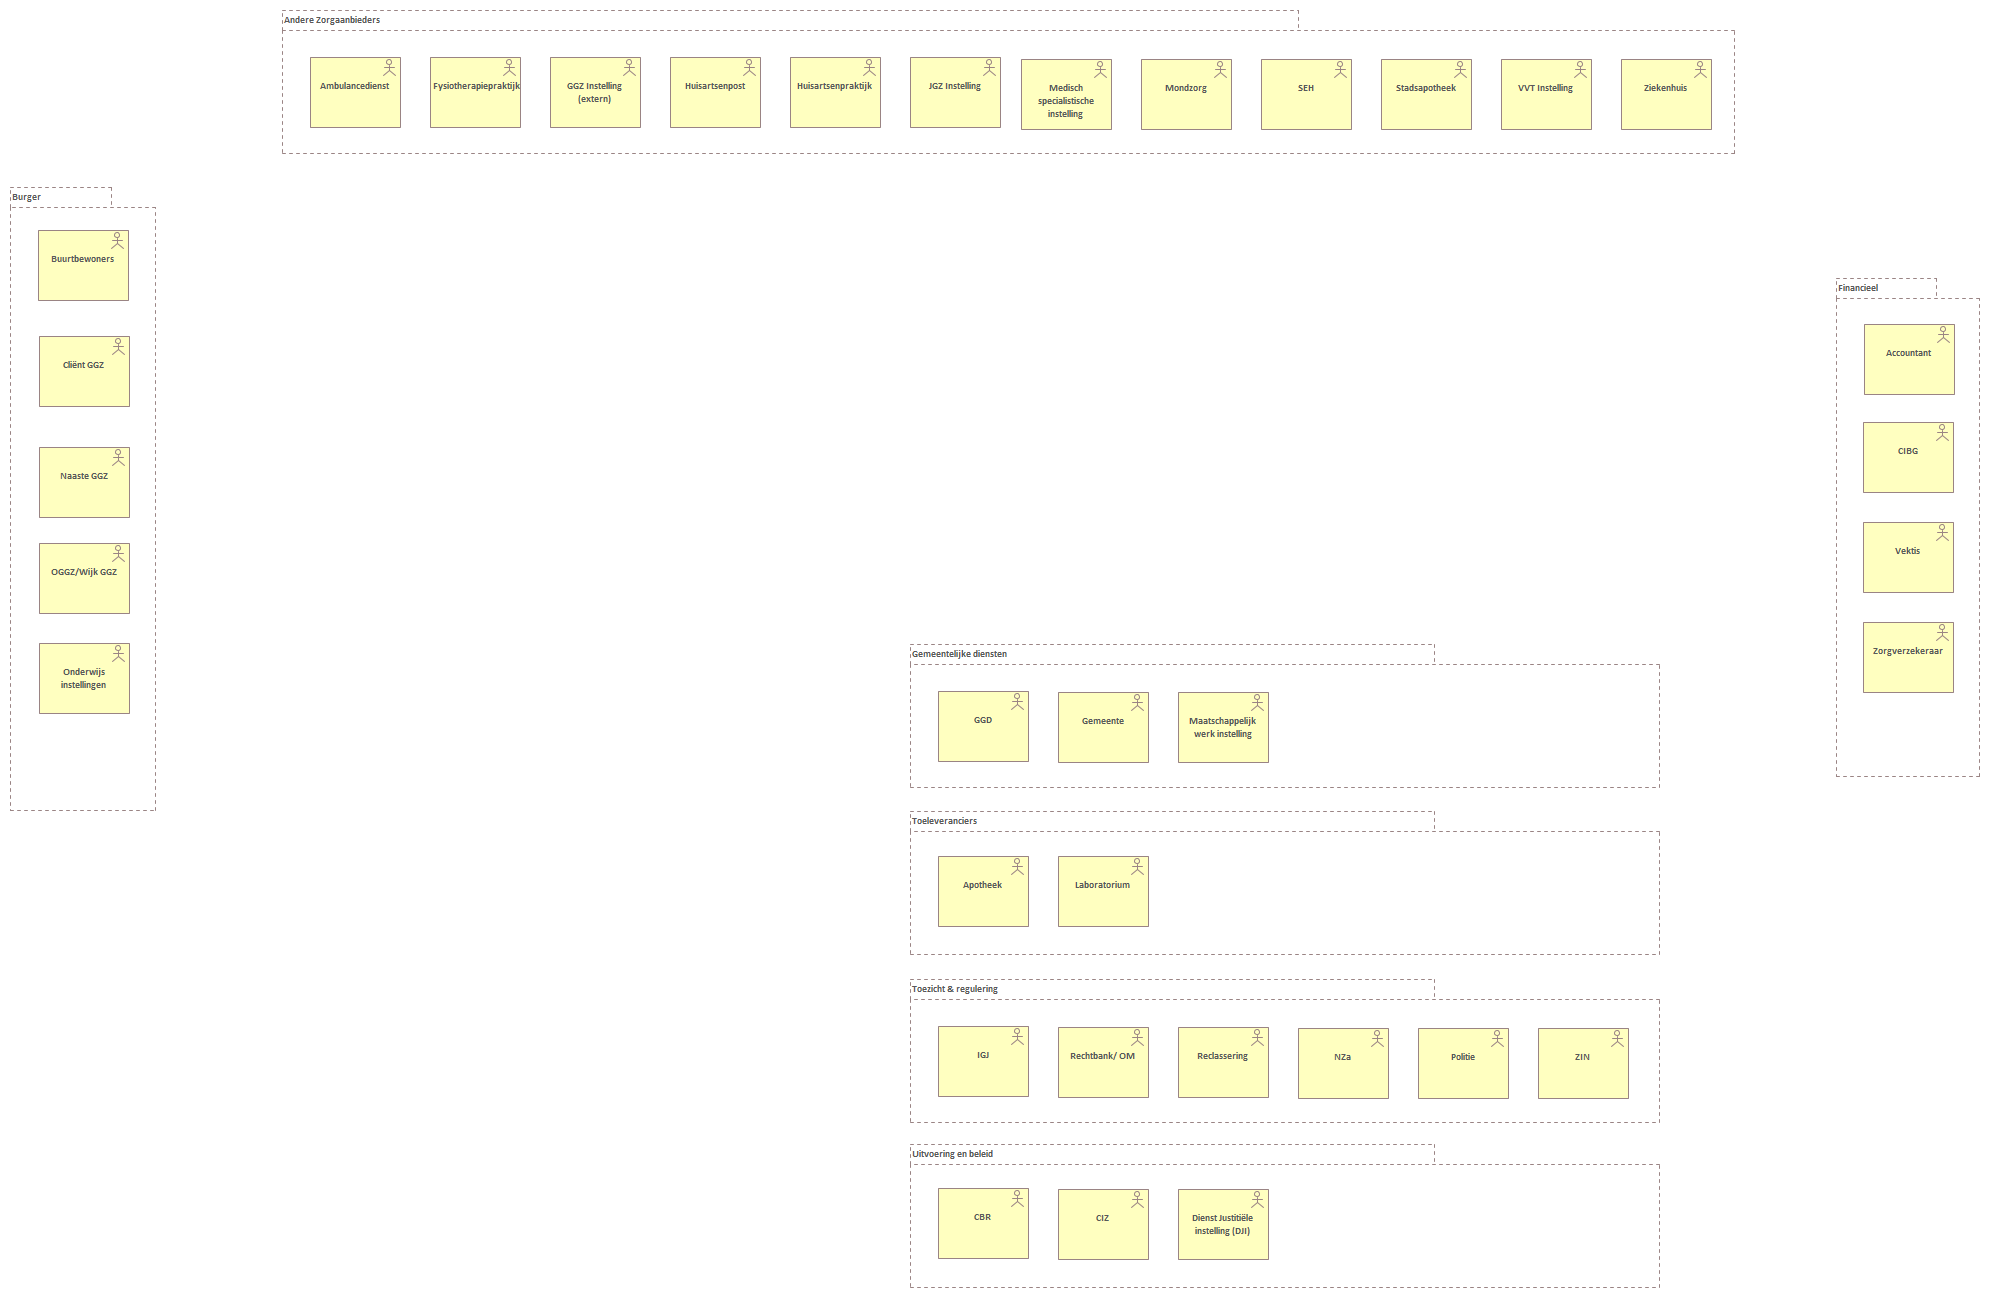 Andere Zorgaanbieders
Ambulancedienst
Fysiotherapiepraktijk
GGZ Instelling
(extern)
Huisartsenpost
Huisartsenpraktijk
JGZ Instelling
Medisch
specialistische
instelling
Mondzorg
SEH
Stadsapotheek
VVT Instelling
Ziekenhuis
Burger
Buurtbewoners
Cliënt GGZ
Naaste GGZ
OGGZ/Wijk GGZ
Onderwijs
instellingen
Financieel
Accountant
CIBG
Vektis
Zorgverzekeraar
Gemeentelijke diensten
GGD
Gemeente
Maatschappelijk
werk instelling
Toeleveranciers
Apotheek
Laboratorium
Toezicht & regulering
IGJ
Rechtbank/ OM
Reclassering
NZa
Politie
ZIN
Uitvoering en beleid
CBR
CIZ
Dienst Justitiële
instelling (DJI)